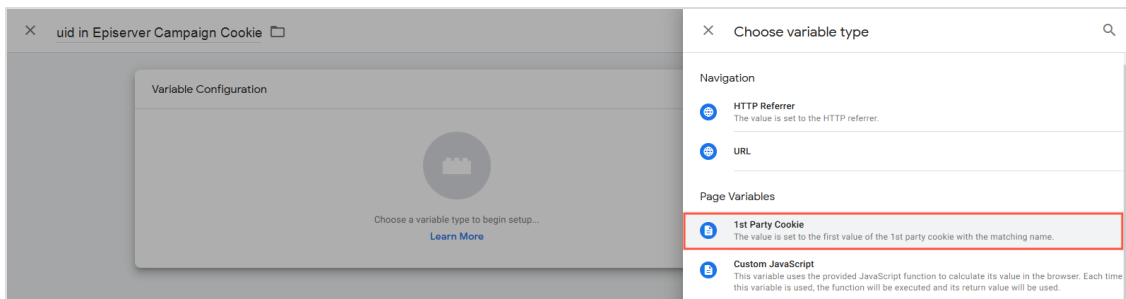 uid in Episerver Campaign Cookie
Variable Configuration
Choose a variable type to begin setup...
Learn More
Choose variable type
Navigation
HTTP Referrer
The value is set to the HTTP referrer.
URL
Page Variables
1st Party Cookie
The value is set to the first value of the 1st party cookie with the matching name.
Custom JavaScript
This variable uses the provided JavaScript function to calculate its value in the browser. Each time
this variable is used, the function will be executed and its return value will be used.